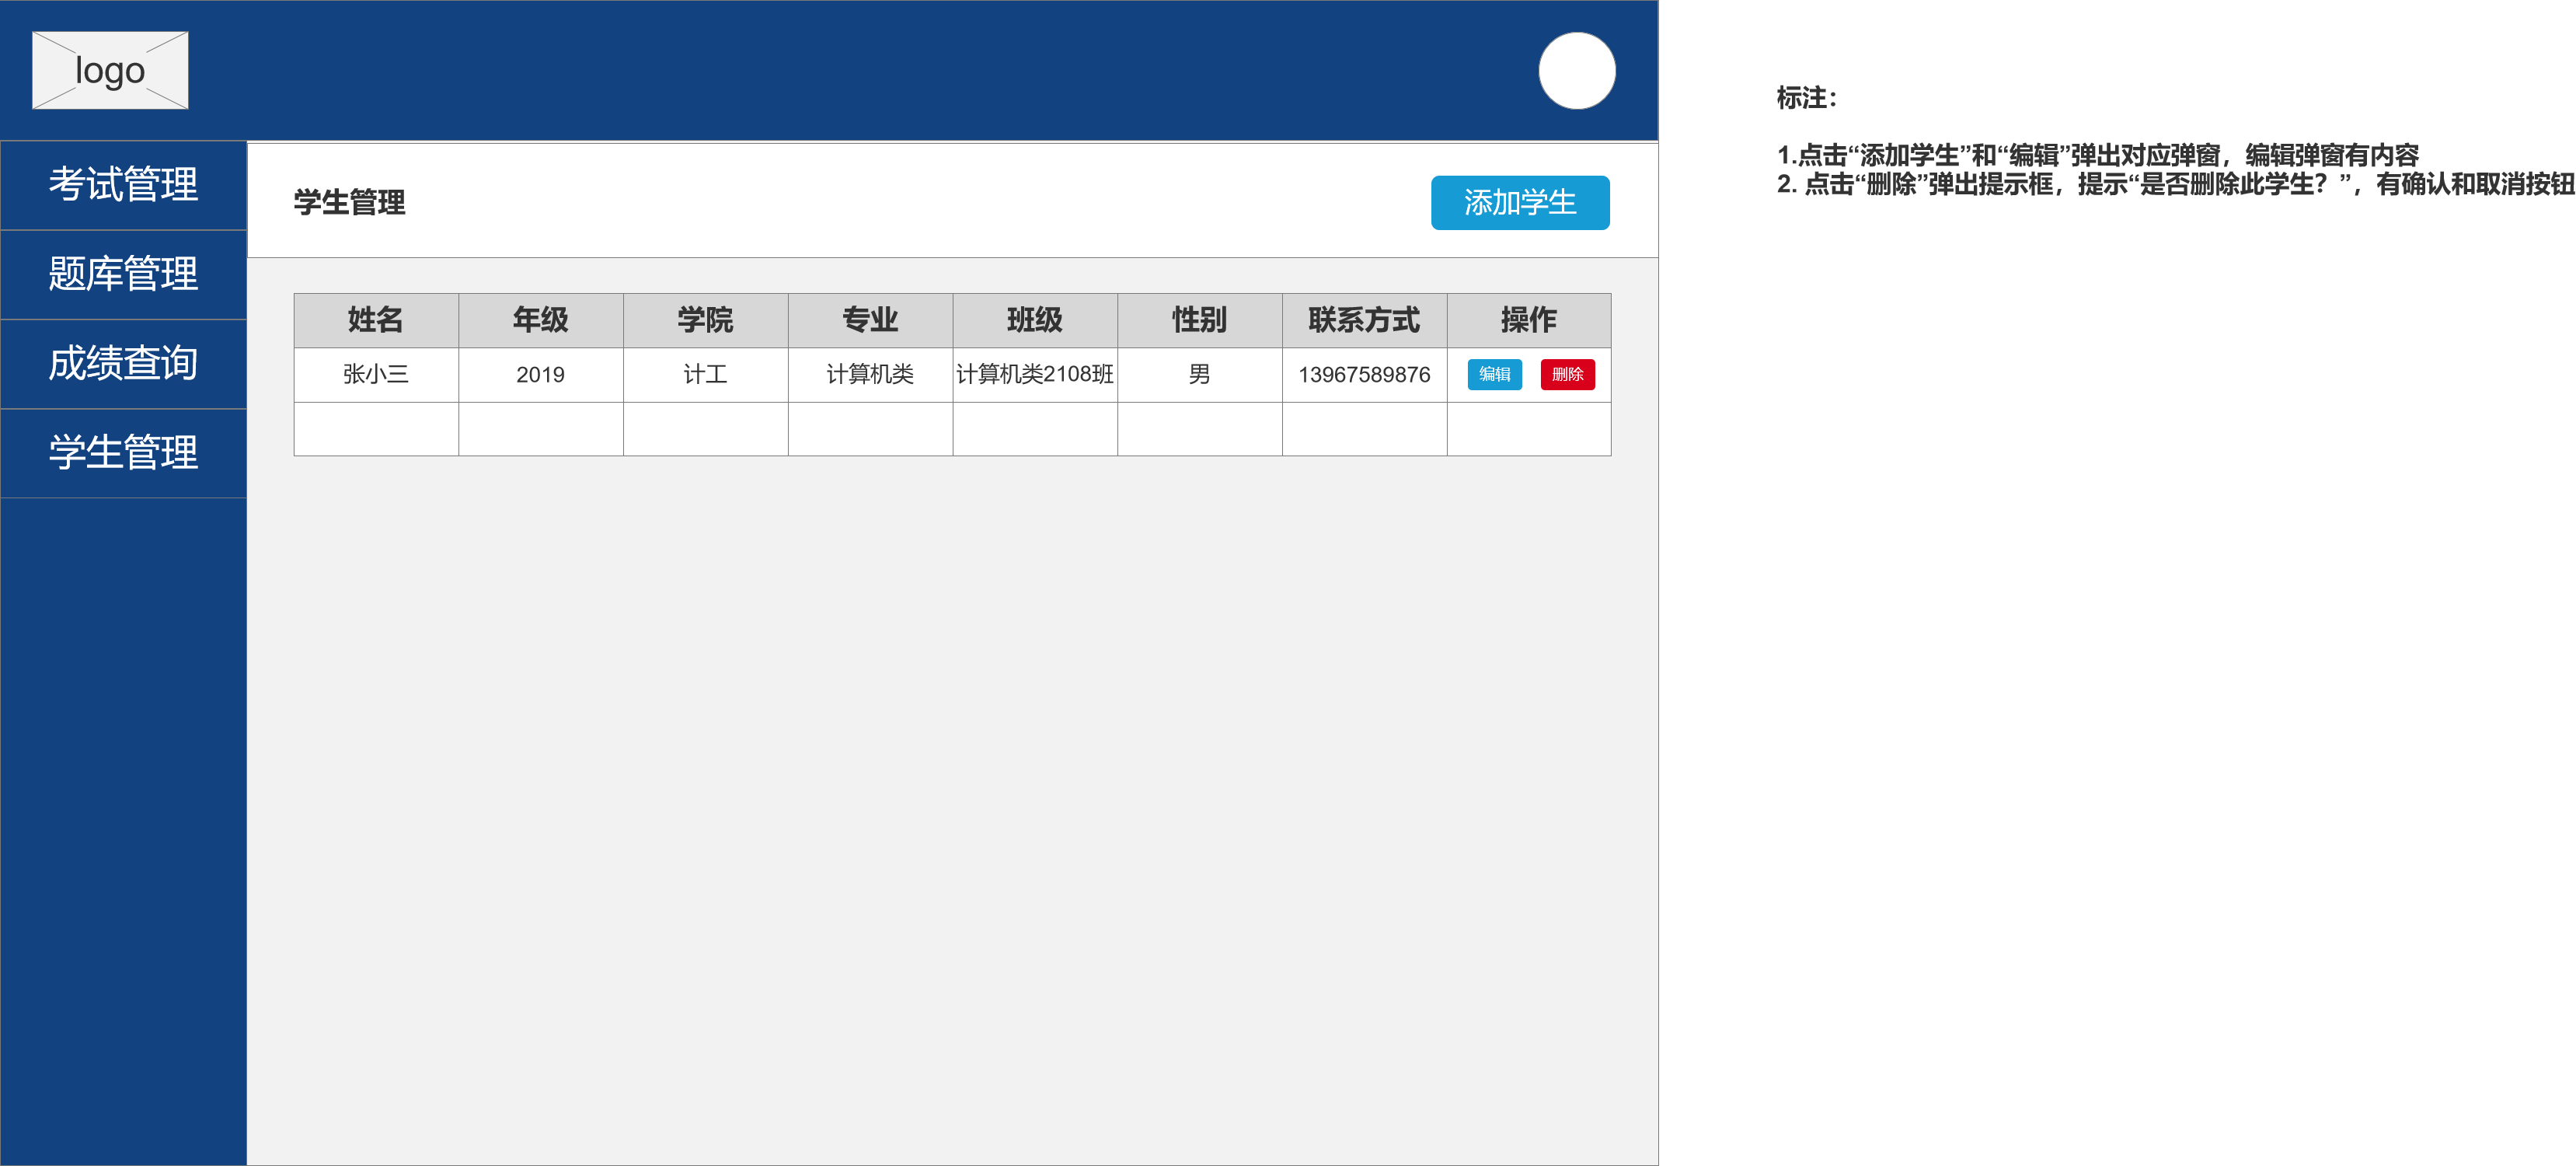 logo
标注：
1.点击“添加学生”和“编辑”弹出对应弹窗，编辑弹窗有内容
2. 点击“删除”弹出提示框，提示“是否删除此学生？”，有确认和取消按钮
考试管理
题库管理
成绩查询
学生管理
学生管理 添加学生
姓名 年级 学院 专业 班级 性别 联系方式 操作
张小三 2019 计工 计算机类 计算机类2108班 男 13967589876 编辑 删除